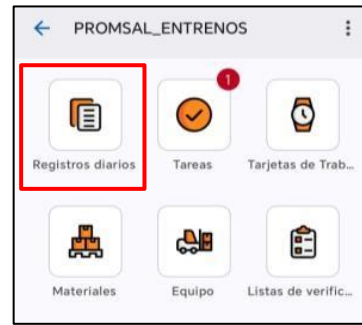 PROMSAL_ENTRENOS
1
Registros diarios
Tareas
Tarjetas de Trab...
Materiales
Equipo
Listas de verific...